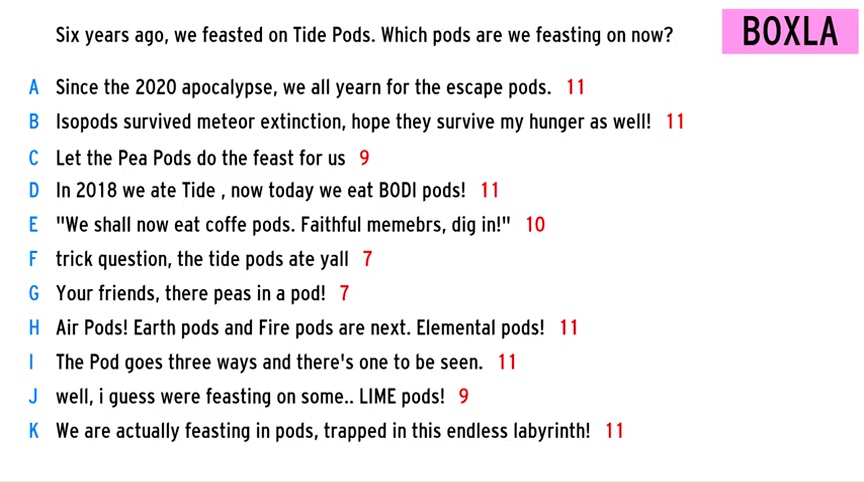 Six years ago, we feasted on Tide Pods. Which pods are we feasting on now?
BOXLA
A Since the 2020 apocalypse, we all yearn for the escape pods. 11
B Isopods survived meteor extinction, hope they survive my hunger as well! 11
C Let the Pea Pods do the feast for us 9
D In 2018 we ate Tide , now today we eat BODI pods! 11
E "We shall now eat coffe pods. Faithful memebrs, dig in!" 10
F trick question, the tide pods ate yall 7
G Your friends, there peas in a pod! 7
H Air Pods! Earth pods and Fire pods are next. Elemental pods! 11
I The Pod goes three ways and there's one to be seen. 11
J well, i guess were feasting on some.. LIME pods! 9
K We are actually feasting in pods, trapped in this endless labyrinth! 11